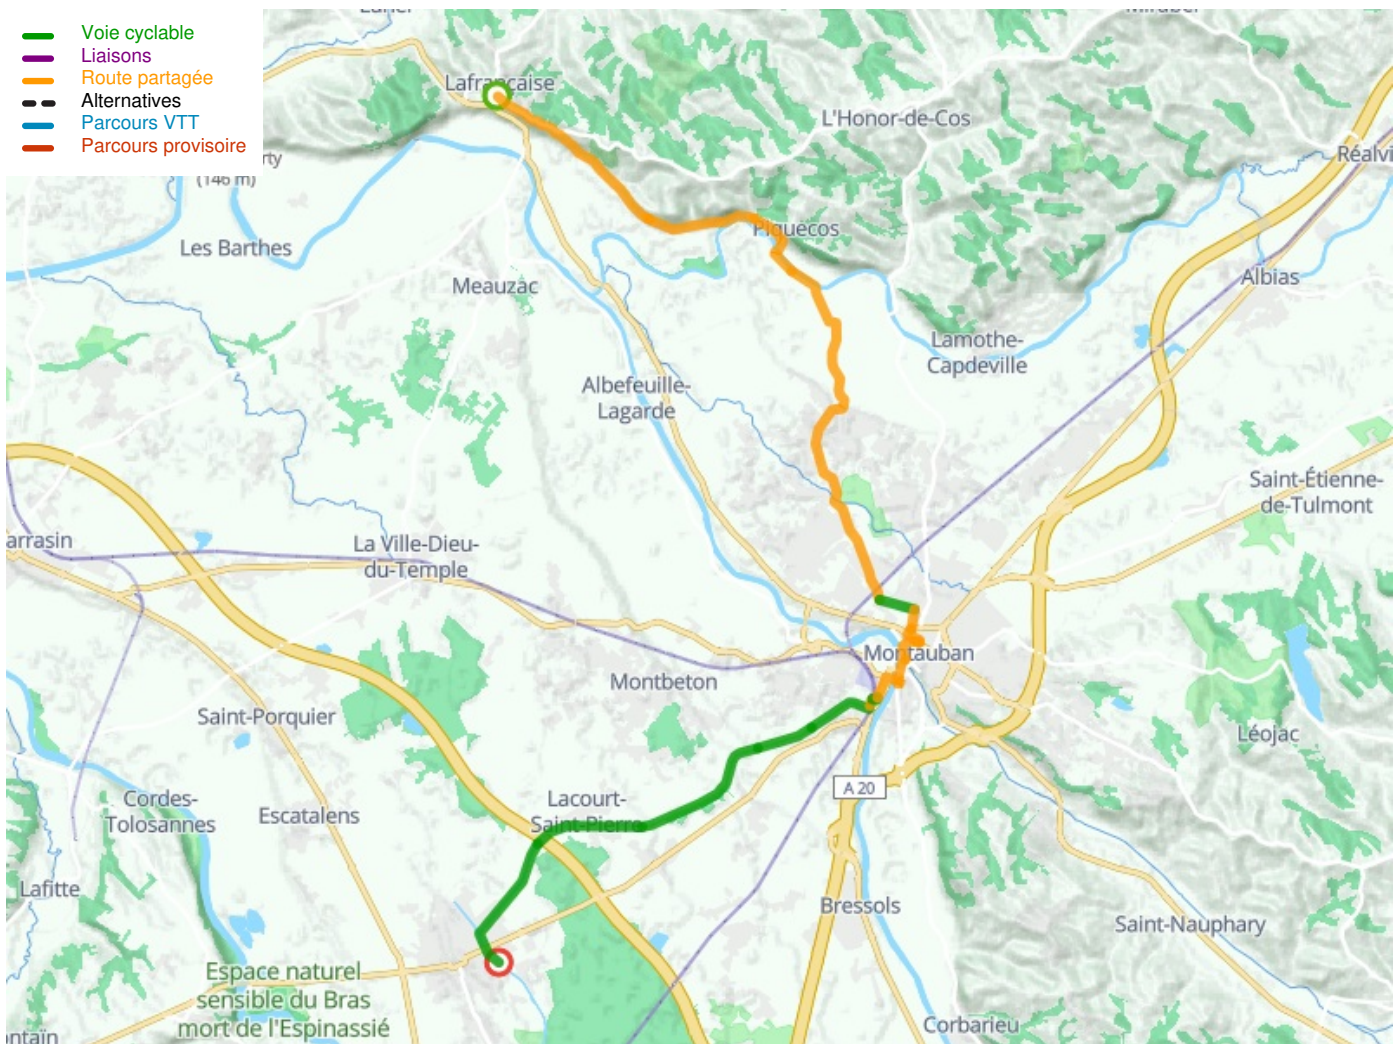 Voie cyclable
Liaisons
Route partagée
Alternatives
Parcours VTT
Parcours provisoire
Lafrançaise
L'Honor-de-Cos
(146 m)
Les Barthes
Piquecos
Meauzac
Albias
Lamothe-
Capdeville
Albefeuille-
Lagarde
Saint-Étienne-
de-Tulmont
La Ville-Dieu-
du-Temple
Montauban
Montbeton
Saint-Porquier
Léojac
A 20
Cordes-
Tolosannes
Escatalens
Lacourt-
Saint-Pierre
Lafitte
Bressols
Saint-Nauphary
Espace naturel
sensible du Bras
mort de l'Espinassié
Corbarieu